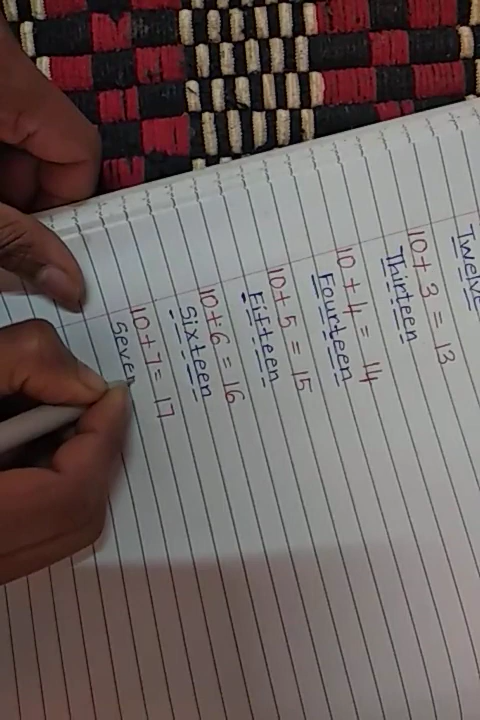 Twelve
10 + 3 = 13
Thirteen
10 + 4 = 14
Fourteen
10 + 5 = 15
Fifteen
10 + 6 = 16
Sixteen
10 + 7 = 17
Seven